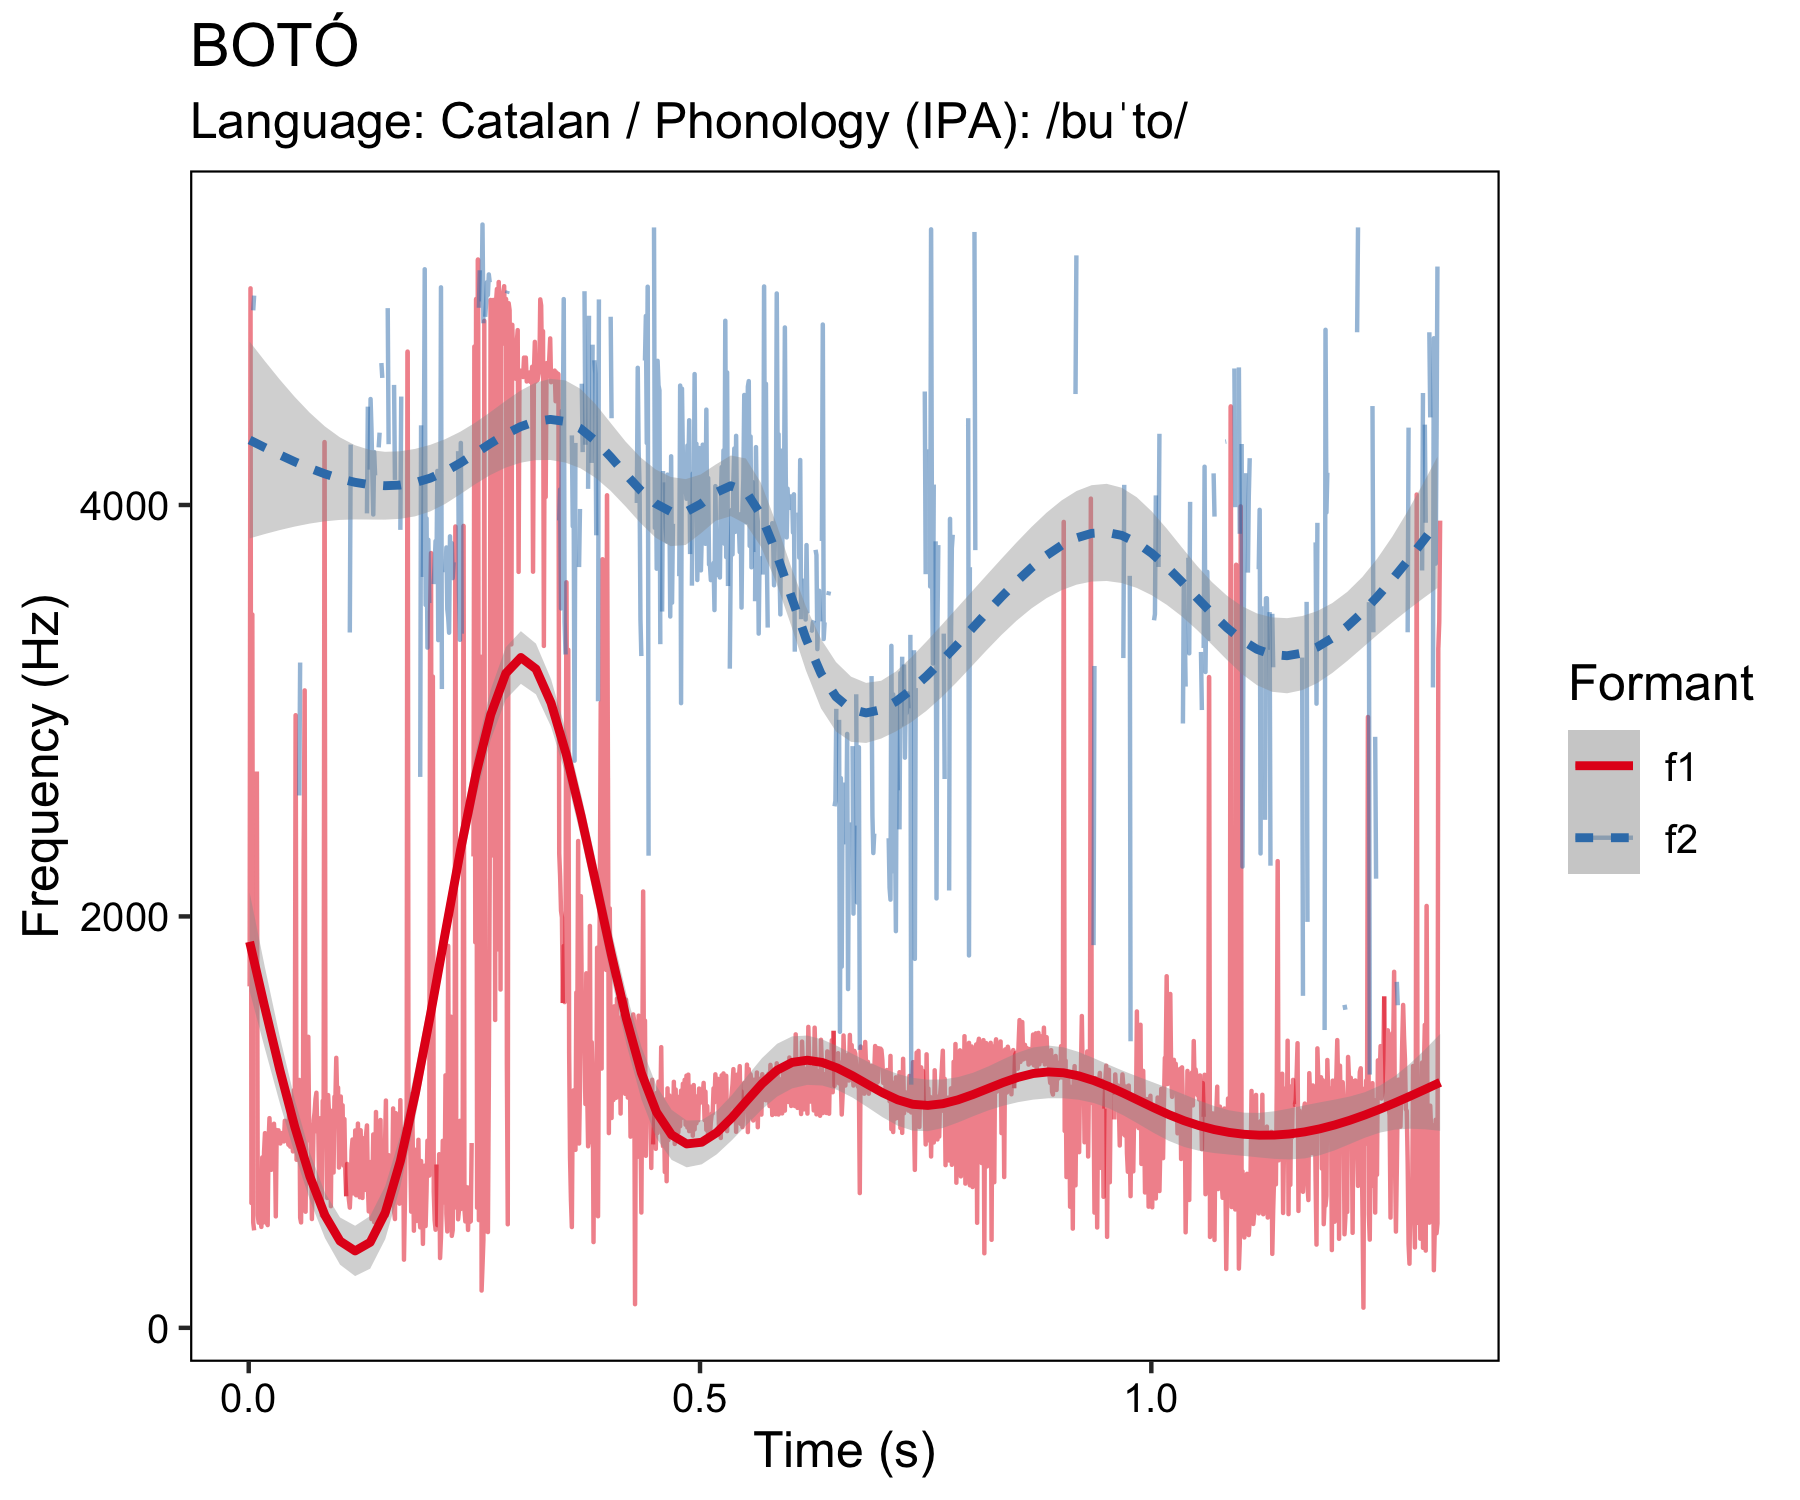 BOTÓ
Language: Catalan / Phonology (IPA): /buˈto/
Frequency (Hz)
4000
2000
0
0.0
0.5
1.0
Time (s)
Formant
f1
f2